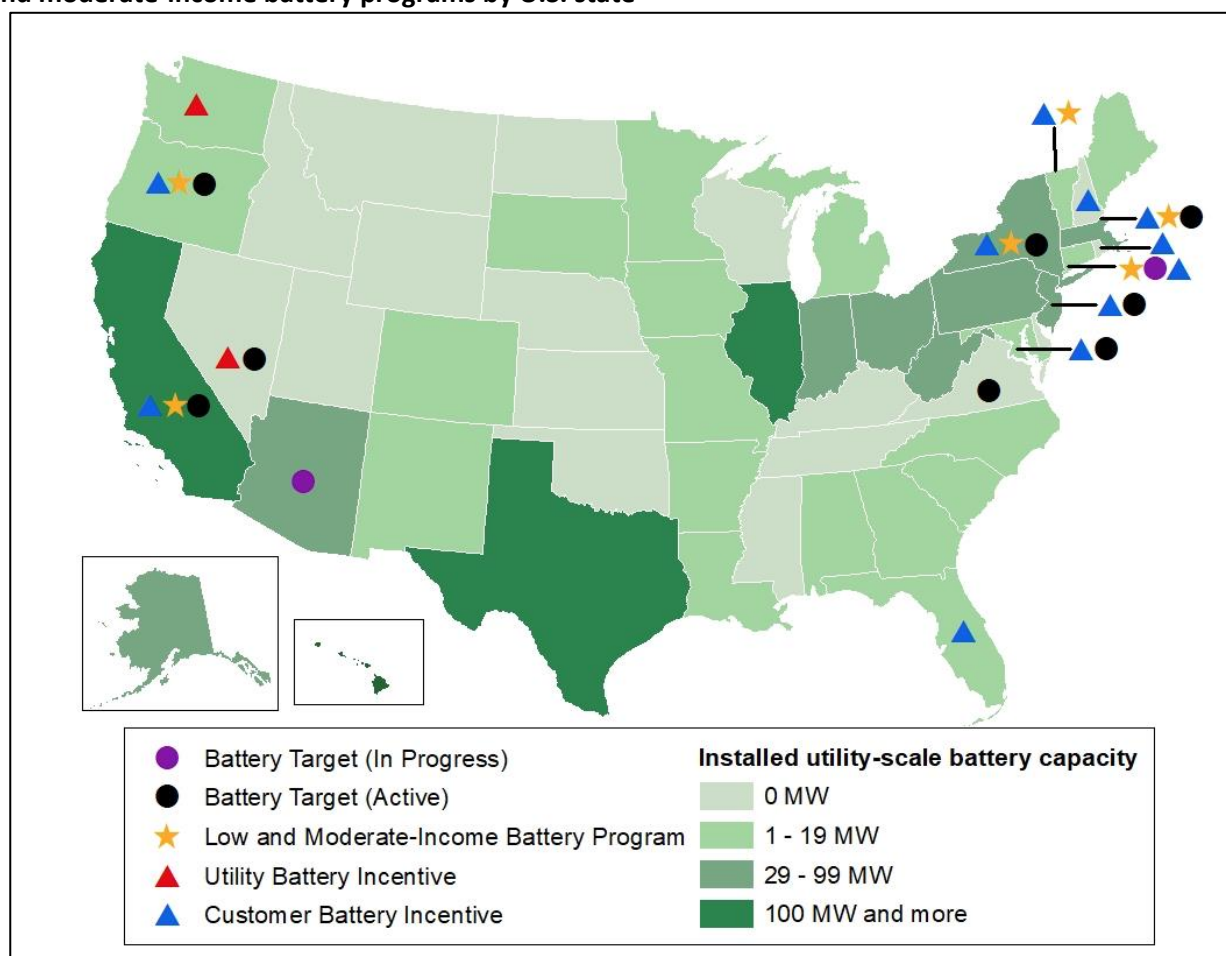 nd moderate-income battery programs by U.S. state
Battery Target (In Progress)
Battery Target (Active)
Low and Moderate-Income Battery Program
Utility Battery Incentive
Customer Battery Incentive
Installed utility-scale battery capacity
0 MW
1 - 19 MW
29 - 99 MW
100 MW and more